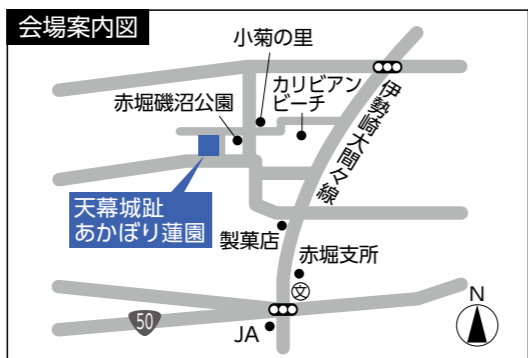 会場案内図
小菊の里
カリビアン
ビーチ
赤堀磯沼公園
伊勢崎大間々線
天幕城趾
あかぼり蓮園
製菓店
赤堀支所
文
50
JA
N